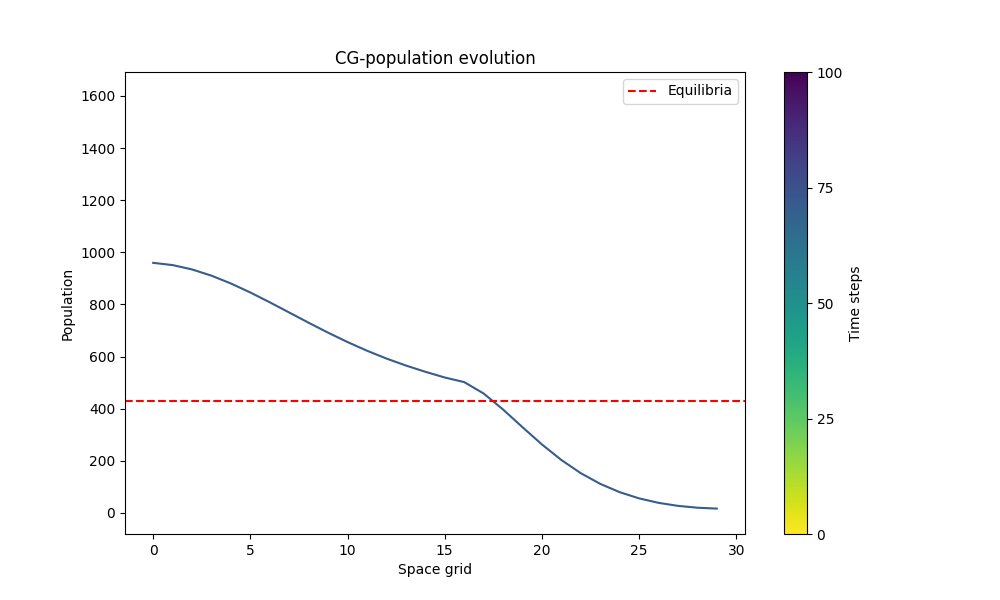 CG-population evolution
Equilibria
Population
1600
1400
1200
1000
800
600
400
200
0
0 5 10 15 20 25 30
Space grid
100
75
50
25
0
Time steps